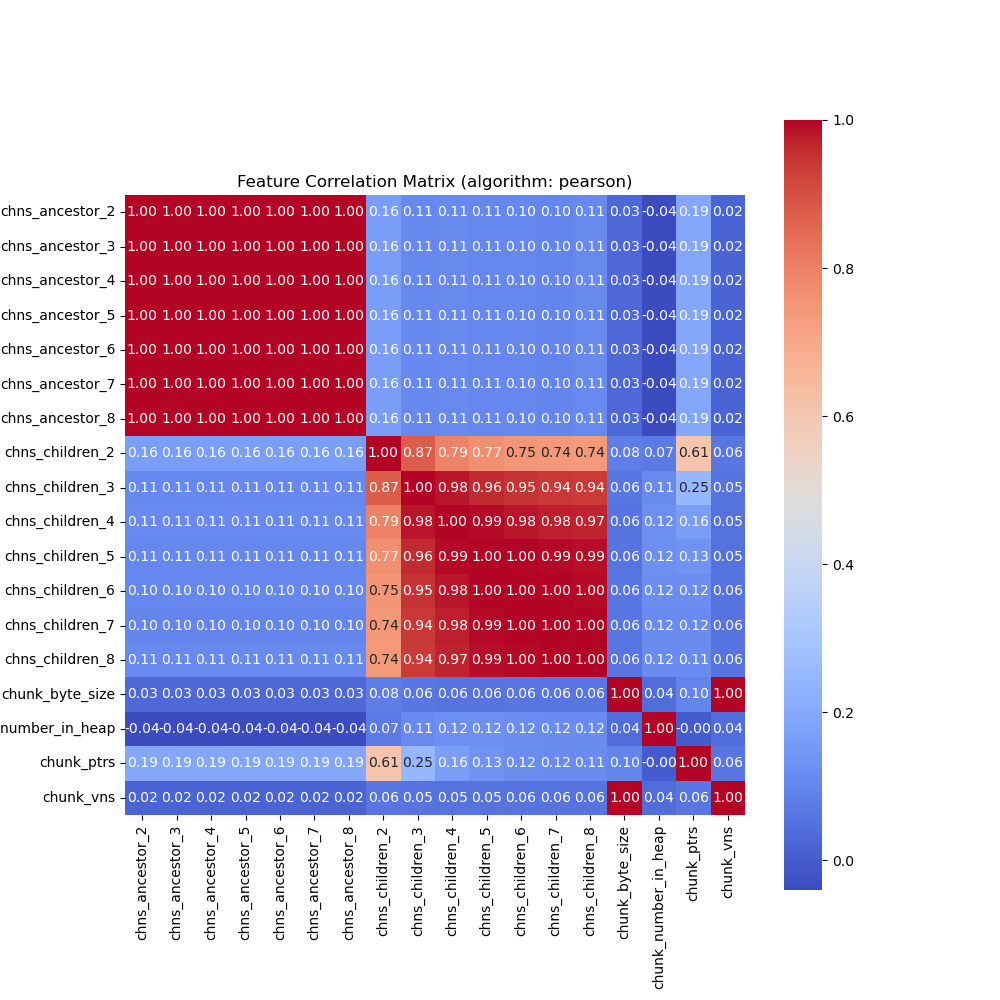 Feature Correlation Matrix (algorithm: pearson)
chns_ancestor_2 1.00 1.00 1.00 1.00 1.00 1.00 1.00 0.16 0.11 0.11 0.11 0.10 0.10 0.11 0.03 -0.04 0.19 0.02
chns_ancestor_3 1.00 1.00 1.00 1.00 1.00 1.00 1.00 0.16 0.11 0.11 0.11 0.10 0.10 0.11 0.03 -0.04 0.19 0.02
chns_ancestor_4 1.00 1.00 1.00 1.00 1.00 1.00 1.00 0.16 0.11 0.11 0.11 0.10 0.10 0.11 0.03 -0.04 0.19 0.02
chns_ancestor_5 1.00 1.00 1.00 1.00 1.00 1.00 1.00 0.16 0.11 0.11 0.11 0.10 0.10 0.11 0.03 -0.04 0.19 0.02
chns_ancestor_6 1.00 1.00 1.00 1.00 1.00 1.00 1.00 0.16 0.11 0.11 0.11 0.10 0.10 0.11 0.03 -0.04 0.19 0.02
chns_ancestor_7 1.00 1.00 1.00 1.00 1.00 1.00 1.00 0.16 0.11 0.11 0.11 0.10 0.10 0.11 0.03 -0.04 0.19 0.02
chns_ancestor_8 1.00 1.00 1.00 1.00 1.00 1.00 1.00 0.16 0.11 0.11 0.11 0.10 0.10 0.11 0.03 -0.04 0.19 0.02
chns_children_2 0.16 0.16 0.16 0.16 0.16 0.16 0.16 1.00 0.87 0.79 0.77 0.75 0.74 0.74 0.08 0.07 0.61 0.06
chns_children_3 0.11 0.11 0.11 0.11 0.11 0.11 0.11 0.87 1.00 0.98 0.96 0.95 0.94 0.94 0.06 0.11 0.25 0.05
chns_children_4 0.11 0.11 0.11 0.11 0.11 0.11 0.11 0.79 0.98 1.00 0.99 0.98 0.98 0.97 0.06 0.12 0.16 0.05
chns_children_5 0.11 0.11 0.11 0.11 0.11 0.11 0.11 0.77 0.96 0.99 1.00 1.00 0.99 0.99 0.06 0.12 0.13 0.05
chns_children_6 0.10 0.10 0.10 0.10 0.10 0.10 0.10 0.75 0.95 0.98 1.00 1.00 1.00 1.00 0.06 0.12 0.12 0.06
chns_children_7 0.10 0.10 0.10 0.10 0.10 0.10 0.10 0.74 0.94 0.98 0.99 1.00 1.00 1.00 0.06 0.12 0.12 0.06
chns_children_8 0.11 0.11 0.11 0.11 0.11 0.11 0.11 0.74 0.94 0.97 0.99 1.00 1.00 1.00 0.06 0.12 0.11 0.06
chunk_byte_size 0.03 0.03 0.03 0.03 0.03 0.03 0.03 0.08 0.06 0.06 0.06 0.06 0.06 0.06 1.00 0.04 0.10 1.00
number_in_heap -0.04 -0.04 -0.04 -0.04 -0.04 -0.04 -0.04 0.07 0.11 0.12 0.12 0.12 0.12 0.12 0.04 1.00 -0.00 0.04
chunk_ptrs 0.19 0.19 0.19 0.19 0.19 0.19 0.19 0.61 0.25 0.16 0.13 0.12 0.12 0.11 0.10 -0.00 1.00 0.06
chunk_vns 0.02 0.02 0.02 0.02 0.02 0.02 0.02 0.06 0.05 0.05 0.05 0.06 0.06 0.06 1.00 0.04 0.06 1.00
chns_ancestor_2
chns_ancestor_3
chns_ancestor_4
chns_ancestor_5
chns_ancestor_6
chns_ancestor_7
chns_ancestor_8
chns_children_2
chns_children_3
chns_children_4
chns_children_5
chns_children_6
chns_children_7
chns_children_8
chunk_byte_size
chunk_number_in_heap
chunk_ptrs
chunk_vns
1.0
0.8
0.6
0.4
0.2
0.0